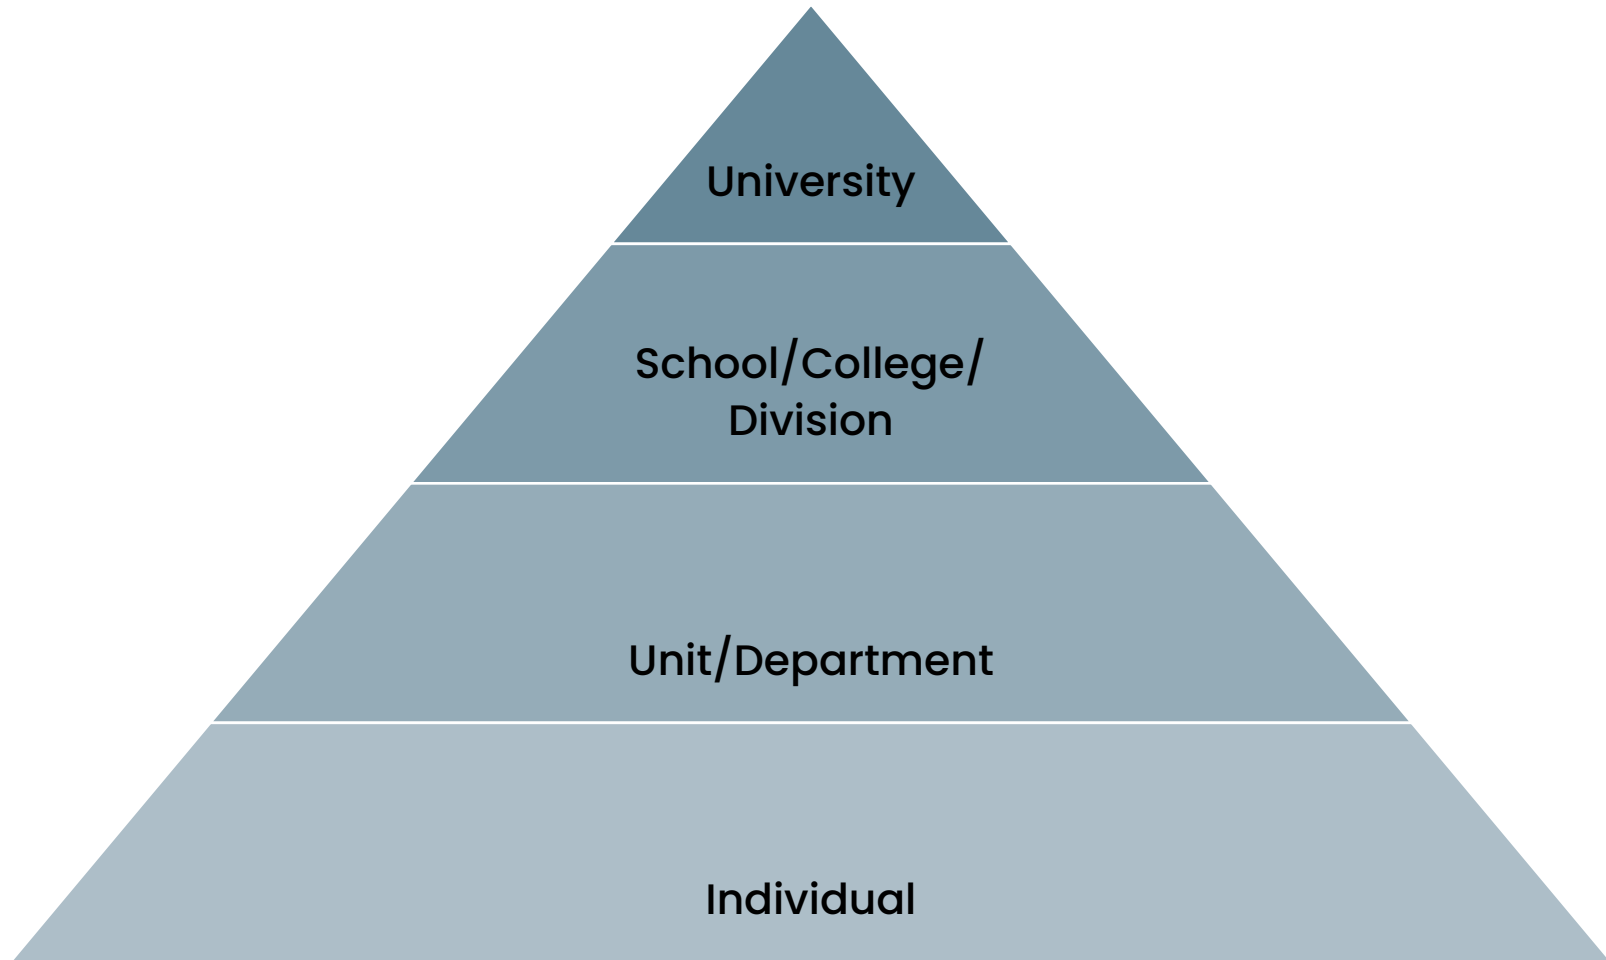 University
School/College/
Division
Unit/Department
Individual